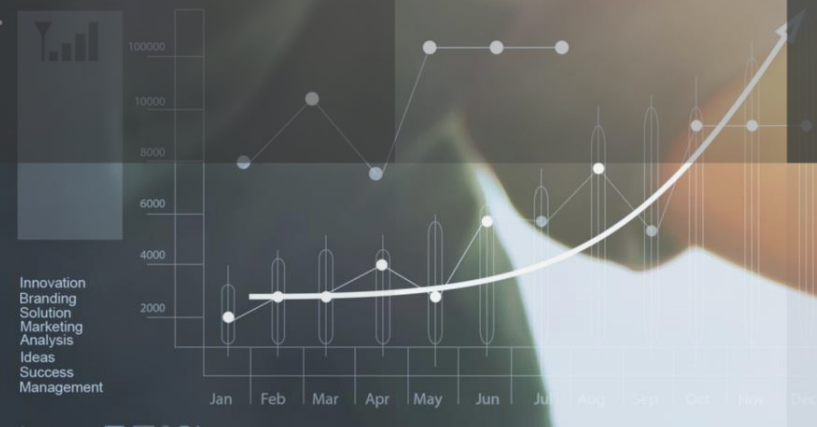 100000
10000
8000
6000
4000
2000
Innovation
Branding
Solution
Marketing
Analysis
Ideas
Success
Management
Jan Feb Mar Apr May Jun Jul Aug Sep Oct Nov Dec